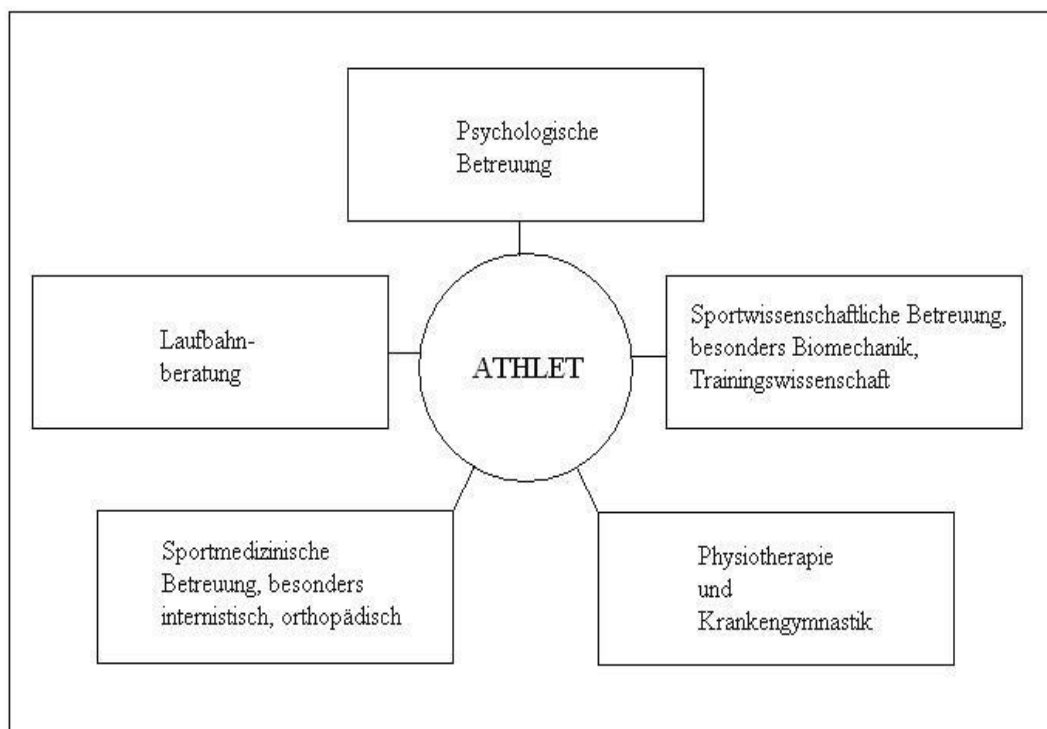 Psychologische
Betreuung
Laufbahn-
beratung
ATHLET
Sportwissenschaftliche Betreuung,
besonders Biomechanik,
Trainingswissenschaft
Sportmedizinische
Betreuung, besonders
internistisch, orthopädisch
Physiotherapie
und
Krankengymnastik